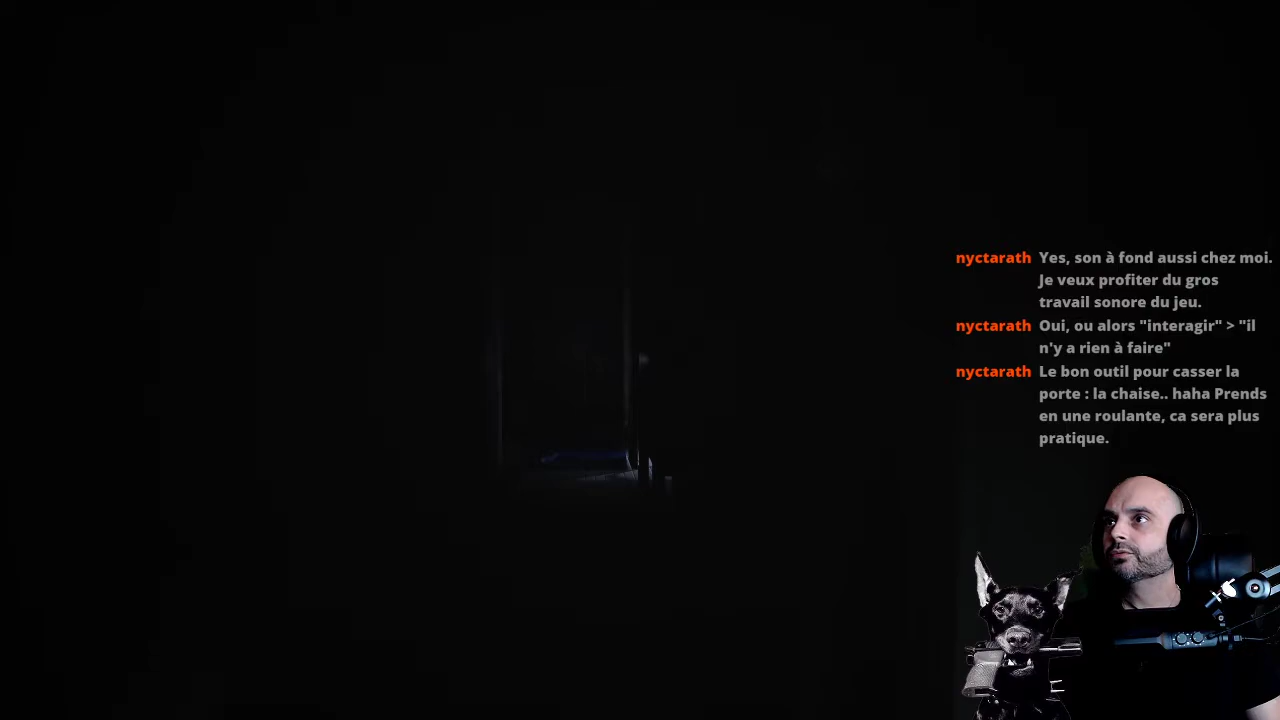 nyctarath Yes, son à fond aussi chez moi.
Je veux profiter du gros
travail sonore du jeu.
nyctarath Oui, ou alors "interagir" > "il
n'y a rien à faire"
nyctarath Le bon outil pour casser la
porte : la chaise.. haha Prends
en une roulante, ca sera plus
pratique.